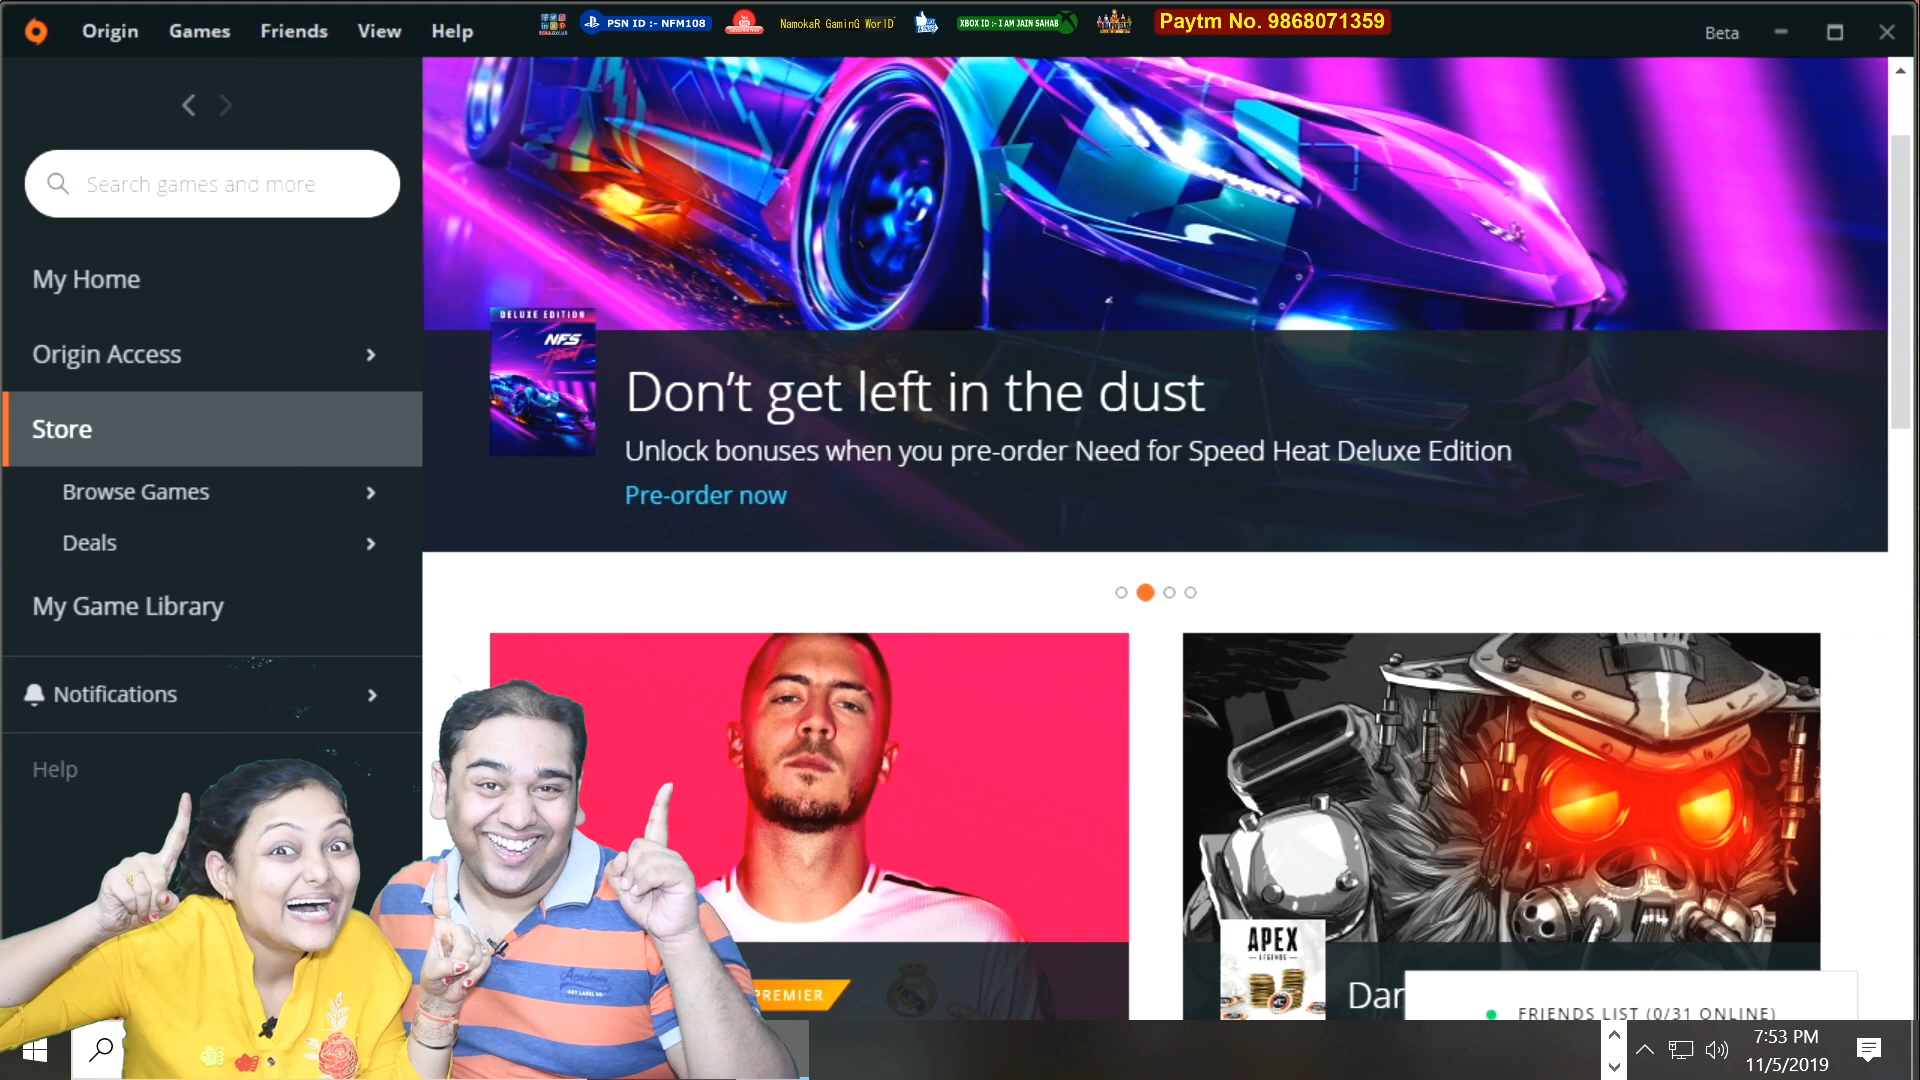 Origin Games Friends View Help
PSN ID :- NFM108
NamokaR GaminG WorlD
XBOX ID :- I AM JAIN SAHAB
Paytm No. 9868071359
Beta
Search games and more
My Home
Origin Access
Store
Browse Games
Deals
My Game Library
Notifications
Help
DELUXE EDITION
NFS
Heat
Don't get left in the dust
Unlock bonuses when you pre-order Need for Speed Heat Deluxe Edition
Pre-order now
PREMIER
APEX
LEGENDS
Dar
FRIENDS LIST (0/31 ONLINE)
7:53 PM
11/5/2019